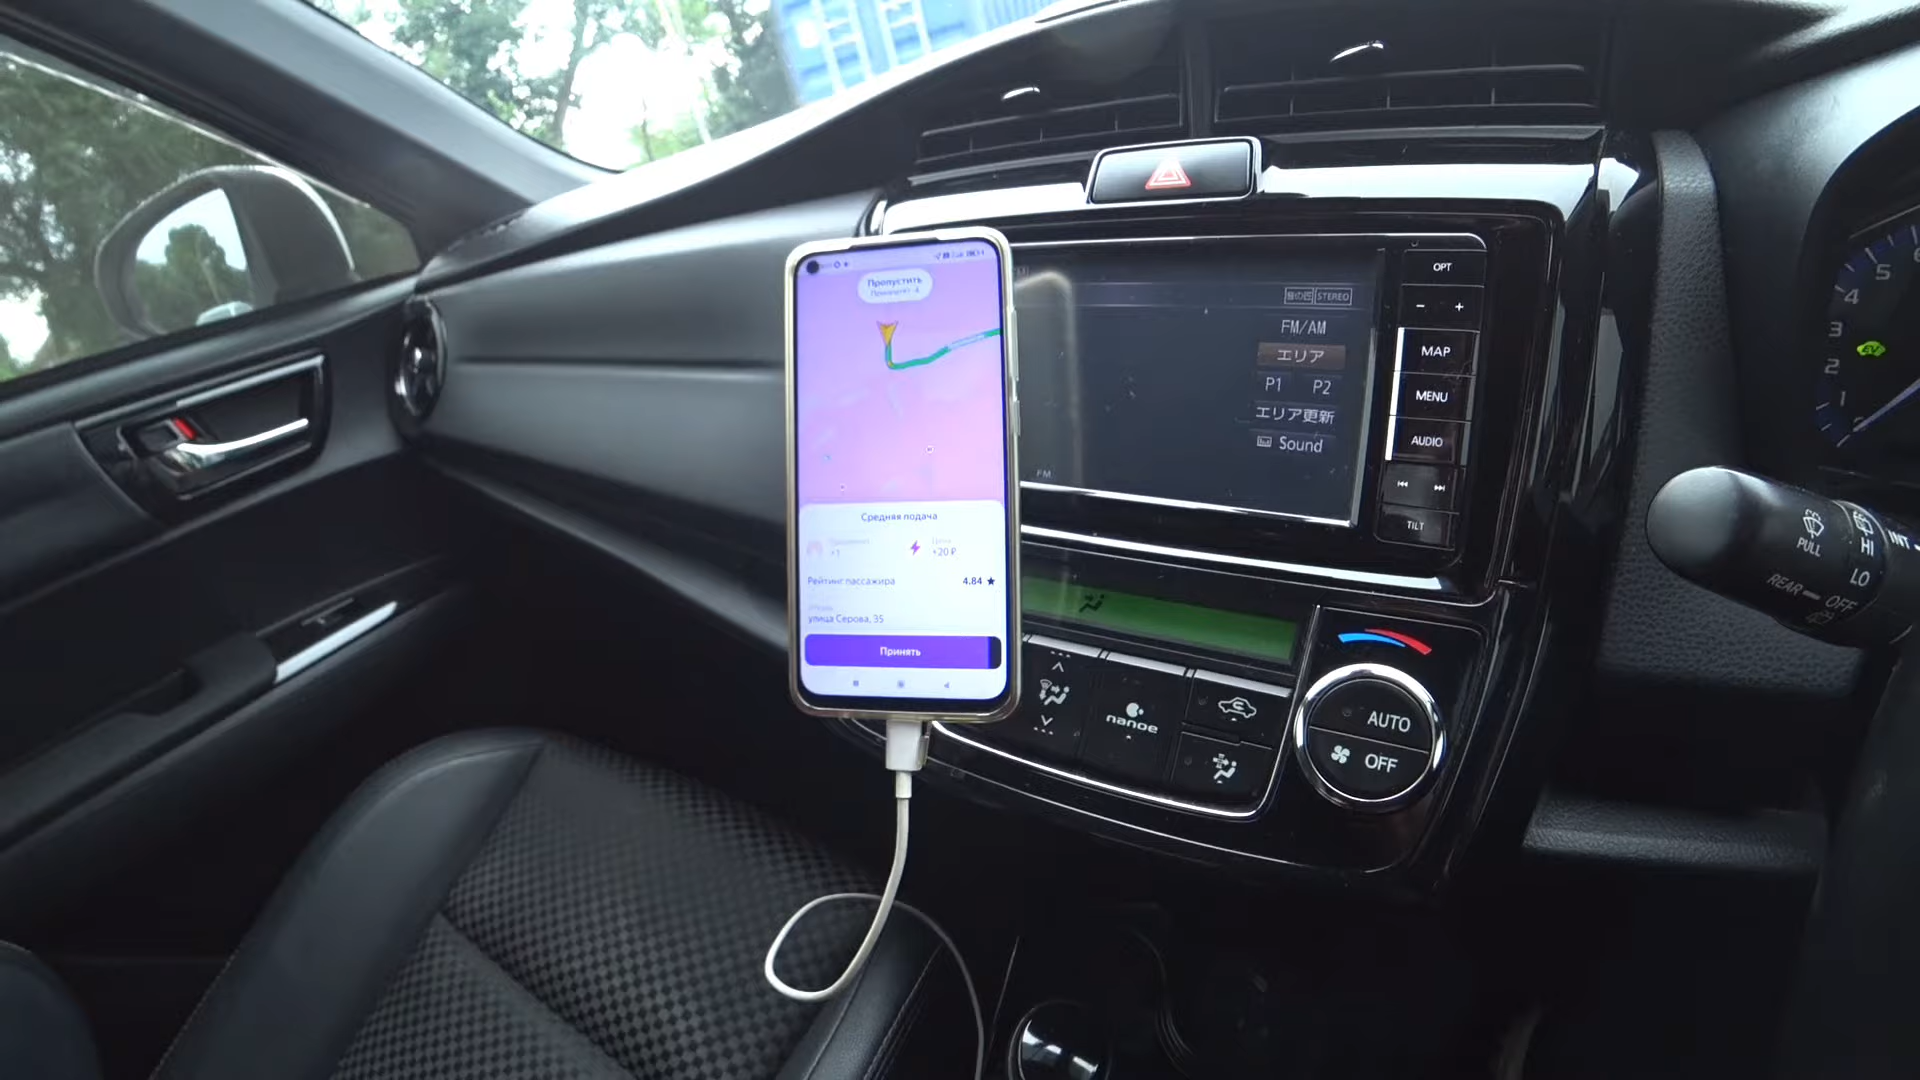 Пропустить
Средняя подача
+1
+20 ₽
Рейтинг пассажира
4.84 ★
улица Серова, 35
Принять
STEREO
FM/AM
エリア
P1
P2
エリア更新
Sound
FM
OPT
-
+
MAP
MENU
AUDIO
TILT
nanoe
AUTO
OFF
5
4
3
2
1
EV
PULL
HI
INT
LO
REAR
OFF